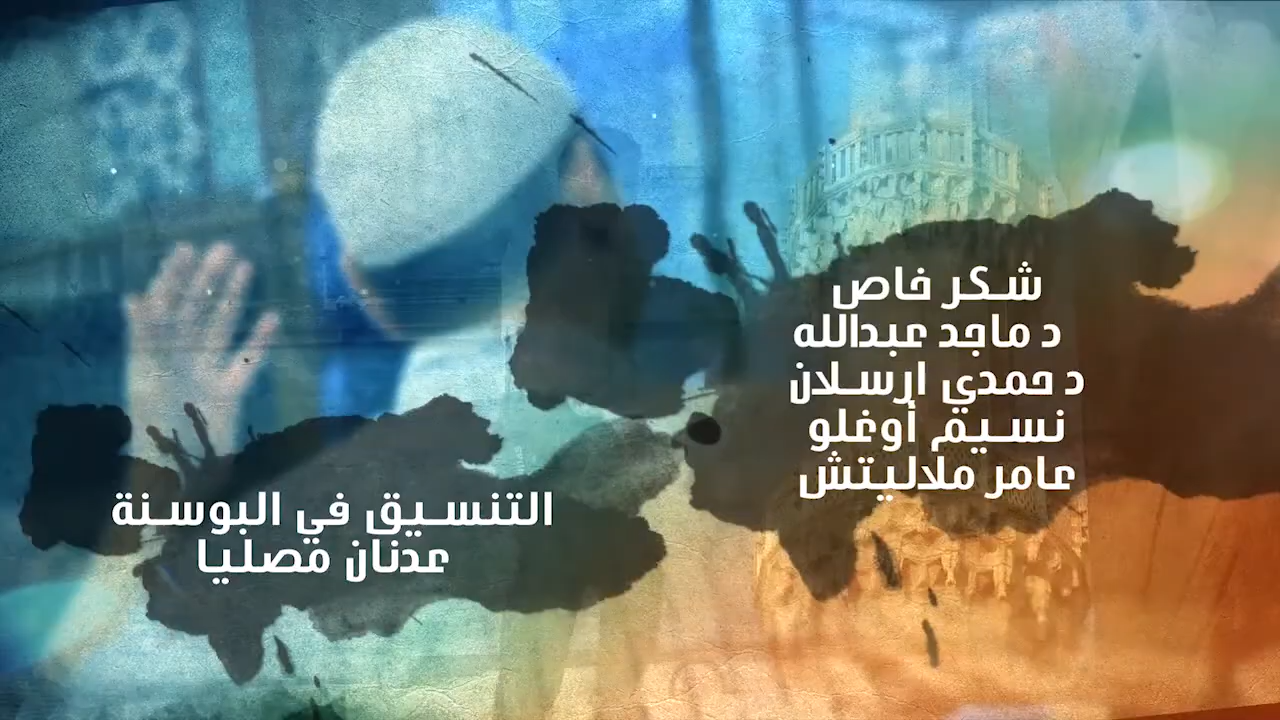 شكر خاص
د ماجد عبدالله
د حمدي ارسلان
نسيم أوغلو
عامر ملاليتش
التنسيق في البوسنة
عدنان مصليا